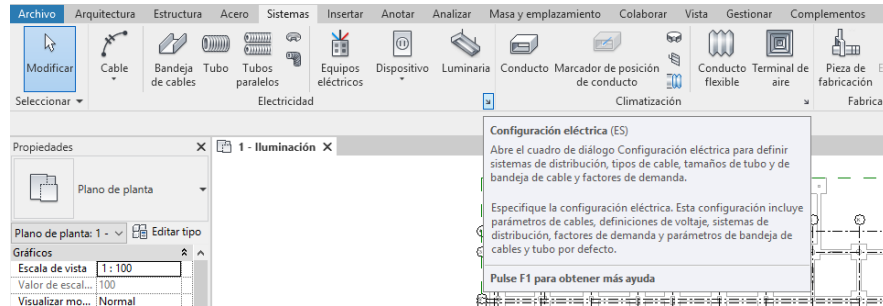 Archivo Arquitectura Estructura Acero Sistemas Insertar Anotar Analizar Masa y emplazamiento Colaborar Vista Gestionar Complementos
Modificar Cable Bandeja de cables Tubo Tubos paralelos Equipos eléctricos Dispositivo Luminaria Conducto Marcador de posición de conducto Conducto flexible Terminal de aire Pieza de fabricación
Seleccionar Electricidad Climatización Fabrica
Propiedades X 1 - Iluminación X
Configuración eléctrica (ES)
Abre el cuadro de diálogo Configuración eléctrica para definir
sistemas de distribución, tipos de cable, tamaños de tubo y de
bandeja de cable y factores de demanda.
Especifique la configuración eléctrica. Esta configuración incluye
parámetros de cables, definiciones de voltaje, sistemas de
distribución, factores de demanda y parámetros de bandeja de
cables y tubo por defecto.
Pulse F1 para obtener más ayuda
Plano de planta
Plano de planta: 1 - Editar tipo
Gráficos
Escala de vista 1 : 100
Valor de escal... 100
Visualizar mo... Normal